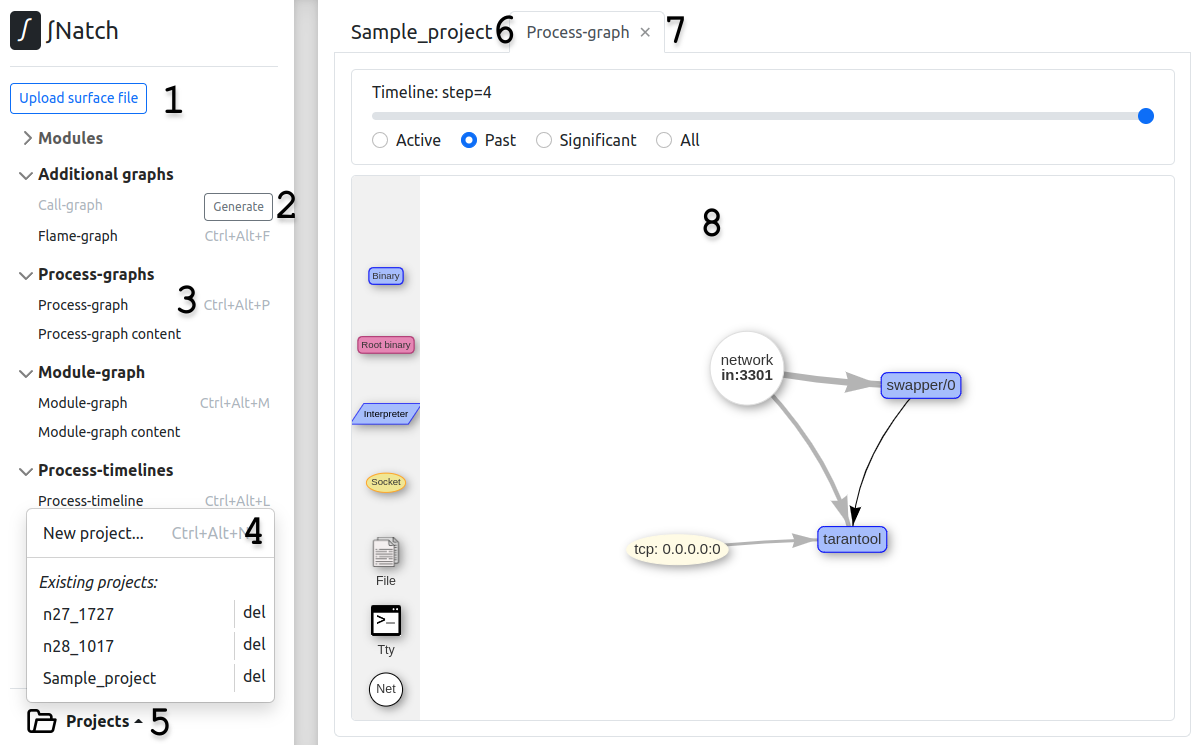 ∫ ∫Natch
Upload surface file 1
Modules
Additional graphs
Call-graph Generate 2
Flame-graph Ctrl+Alt+F
Process-graphs
Process-graph 3 Ctrl+Alt+P
Process-graph content
Module-graph
Module-graph Ctrl+Alt+M
Module-graph content
Process-timelines
Process-timeline Ctrl+Alt+L
New project... Ctrl+Alt+N 4
Existing projects:
n27_1727 del
n28_1017 del
Sample_project del
Projects 5
Sample_project 6 Process-graph × 7
Timeline: step=4
Active Past Significant All
8
Binary
Root binary
Interpreter
Socket
File
>_
Tty
Net
network
in:3301
swapper/0
tcp: 0.0.0.0:0
tarantool